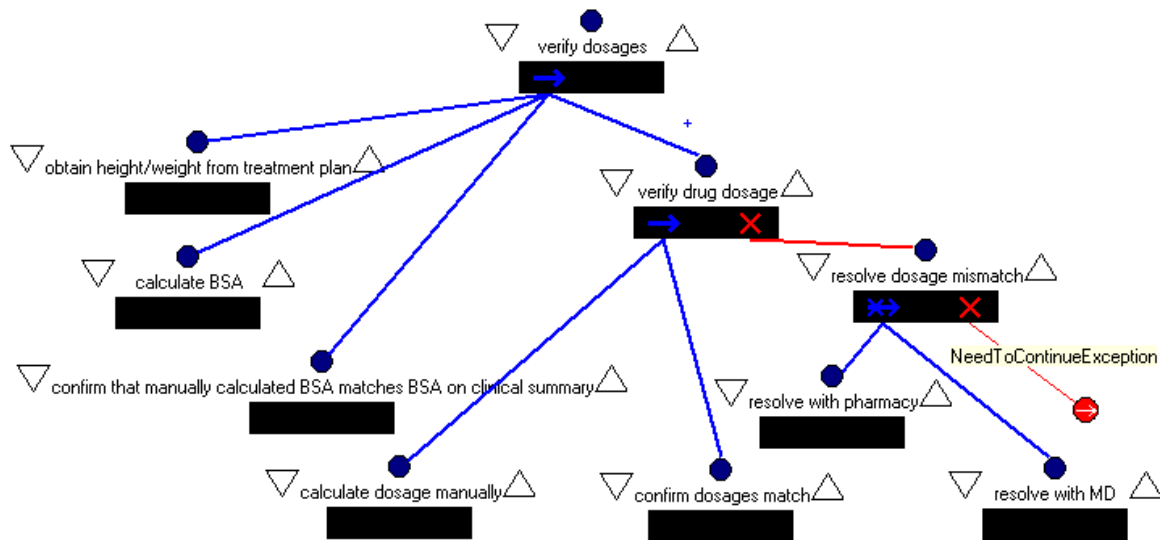 verify dosages
+
obtain height/weight from treatment plan
verify drug dosage
calculate BSA
resolve dosage mismatch
NeedToContinueException
confirm that manually calculated BSA matches BSA on clinical summary
resolve with pharmacy
calculate dosage manually
confirm dosages match
resolve with MD